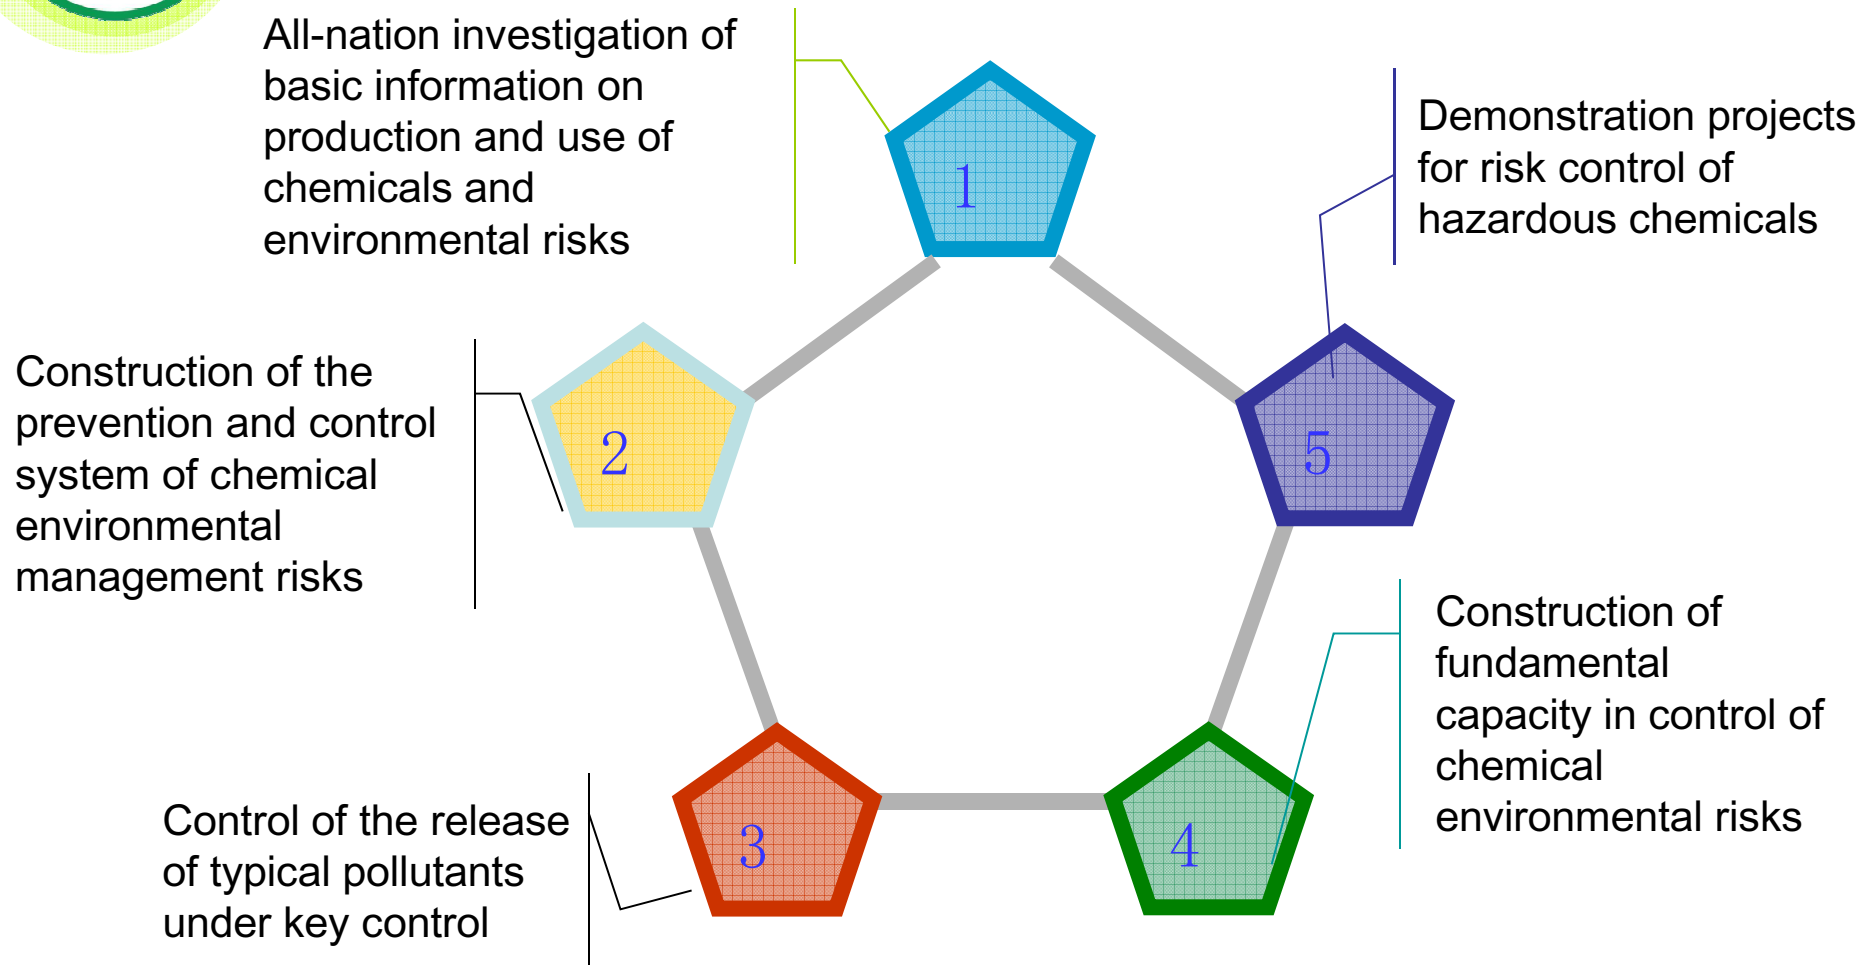 All-nation investigation of
basic information on
production and use of
chemicals and
environmental risks
1
Demonstration projects
for risk control of
hazardous chemicals
5
Construction of the
prevention and control
system of chemical
environmental
management risks
2
Control of the release
of typical pollutants
under key control
3
Construction of
fundamental
capacity in control of
chemical
environmental risks
4